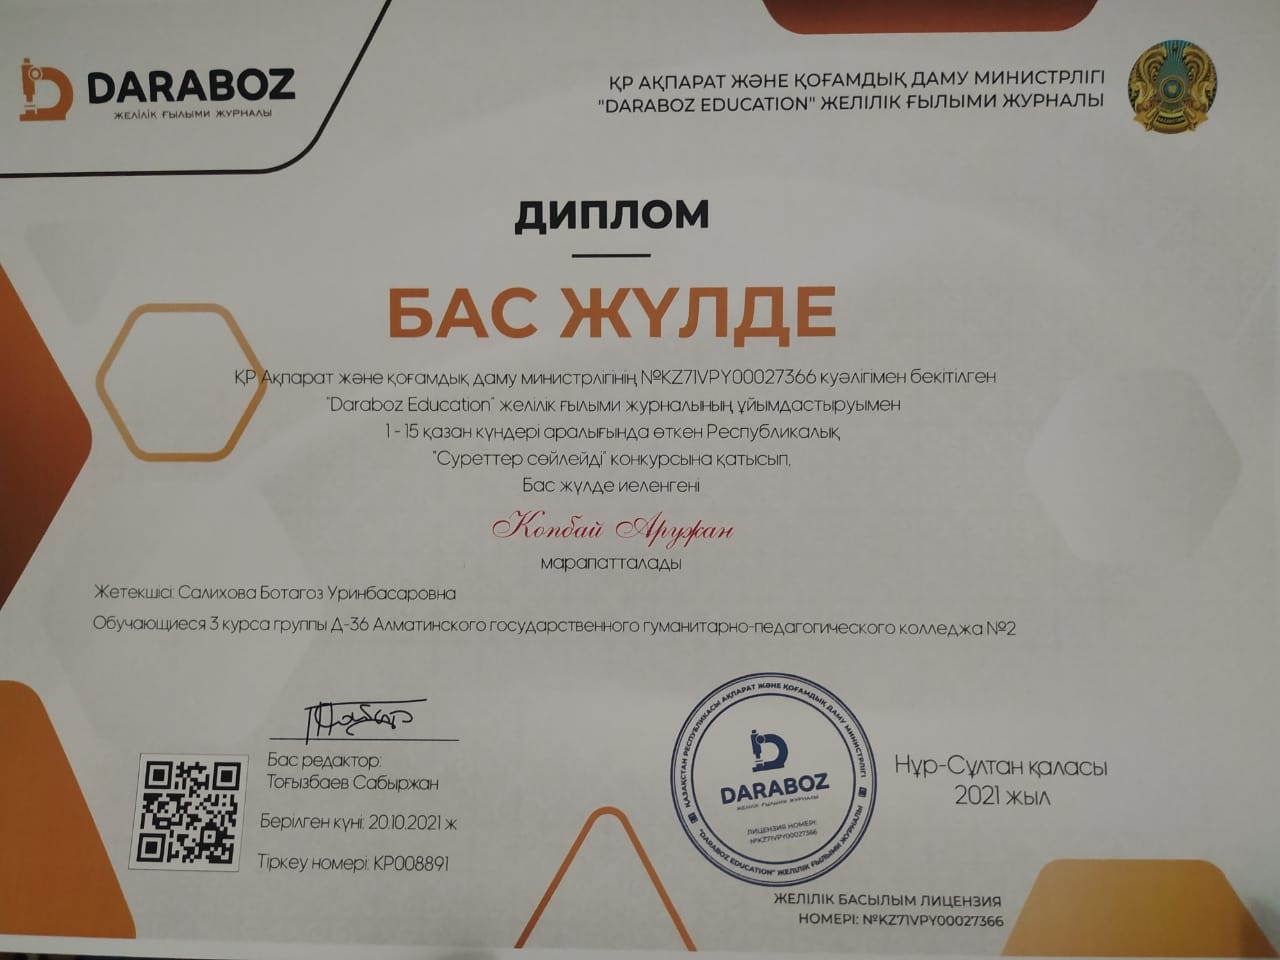 DARABOZ
ЖЕЛІЛІК ҒЫЛЫМИ ЖУРНАЛЫ
ҚР АҚПАРАТ ЖӘНЕ ҚОҒАМДЫҚ ДАМУ МИНИСТРЛІГІ
"DARABOZ EDUCATION" ЖЕЛІЛІК ҒЫЛЫМИ ЖУРНАЛЫ
ДИПЛОМ
БАС ЖҮЛДЕ
ҚР Ақпарат және қоғамдық даму министрлігінің №KZ71VPY00027366 куәлігімен бекітілген
"Daraboz Education" желілік ғылыми журналының ұйымдастыруымен
1 - 15 қазан күндері аралығында өткен Республикалық
"Суреттер сөйлейді" конкурсына қатысып,
Бас жүлде иеленгені
Копбай Аружан
марапатталады
Жетекшісі: Салихова Ботагоз Уринбасаровна
Обучающиеся 3 курса группы Д-36 Алматинского государственного гуманитарно-педагогического колледжа №2
Бас редактор:
Тоғызбаев Сабыржан
Берілген күні: 20.10.2021 ж
Тіркеу номері: KP008891
ҚАЗАҚСТАН РЕСПУБЛИКАСЫ АҚПАРАТ ЖӘНЕ ҚОҒАМДЫҚ ДАМУ МИНИСТРЛІГІ
DARABOZ
ЖЕЛІЛІК ҒЫЛЫМИ ЖУРНАЛЫ
ЛИЦЕНЗИЯ НОМЕРІ:
№KZ71VPY00027366
"DARABOZ EDUCATION" ЖЕЛІЛІК ҒЫЛЫМИ ЖУРНАЛЫ
Нұр-Сұлтан қаласы
2021 жыл
ЖЕЛІЛІК БАСЫЛЫМ ЛИЦЕНЗИЯ
НОМЕРІ: №KZ71VPY00027366